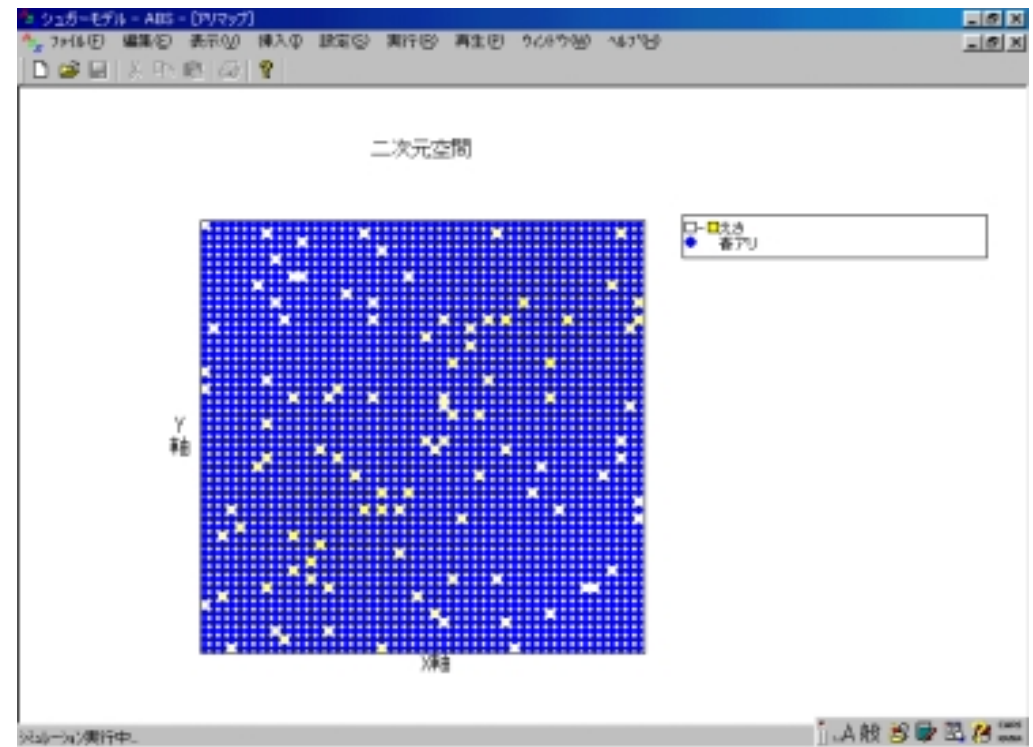 シュガーモデル - ABS - [アリマップ]
ファイル(F) 編集(E) 表示(V) 挿入(I) 設定(S) 実行(R) 再生(P) ウィンドウ(W) ヘルプ(H)
二次元空間
えさ
蟻アリ
Y
軸
X軸
シミュレーション実行中...
A 般